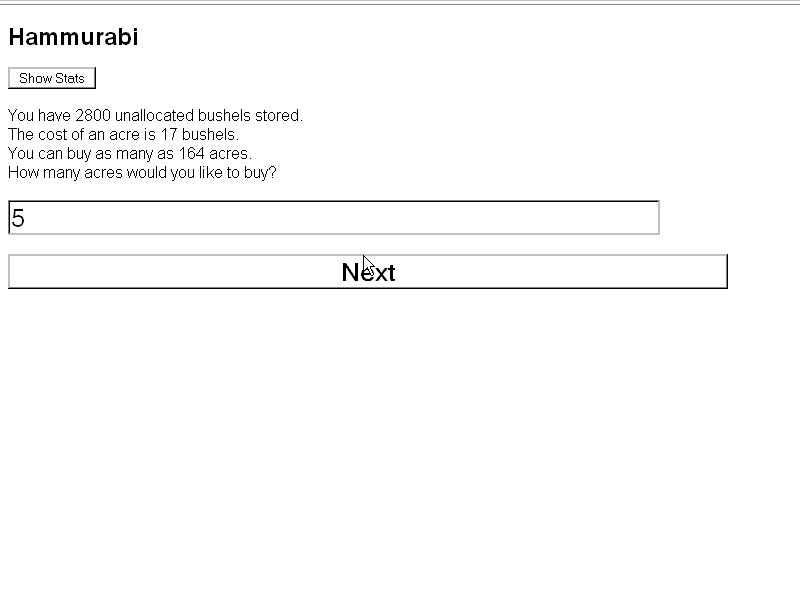 Hammurabi
Show Stats
You have 2800 unallocated bushels stored.
The cost of an acre is 17 bushels.
You can buy as many as 164 acres.
How many acres would you like to buy?
5
Next